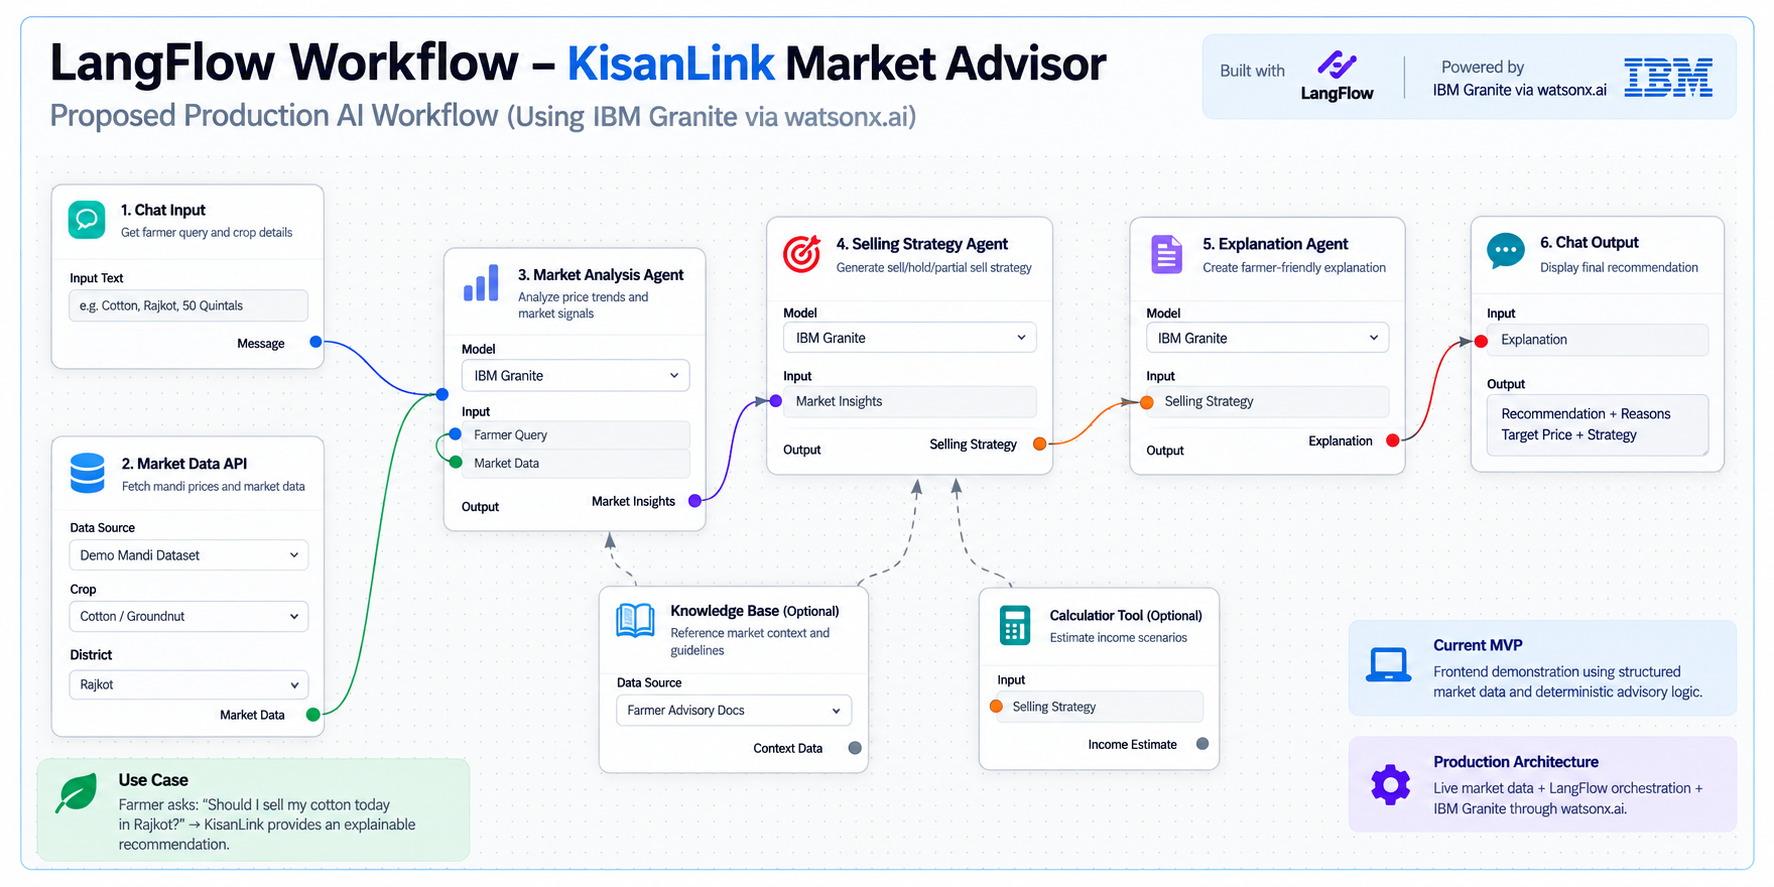 LangFlow Workflow – KisanLink Market Advisor
Proposed Production AI Workflow (Using IBM Granite via watsonx.ai)
Built with
LangFlow
Powered by
IBM Granite via watsonx.ai
IBM
1. Chat Input
Get farmer query and crop details
Input Text
e.g. Cotton, Rajkot, 50 Quintals
Message
2. Market Data API
Fetch mandi prices and market data
Data Source
Demo Mandi Dataset
Crop
Cotton / Groundnut
District
Rajkot
Market Data
3. Market Analysis Agent
Analyze price trends and
market signals
Model
IBM Granite
Input
Farmer Query
Market Data
Output
Market Insights
4. Selling Strategy Agent
Generate sell/hold/partial sell strategy
Model
IBM Granite
Input
Market Insights
Output
Selling Strategy
5. Explanation Agent
Create farmer-friendly explanation
Model
IBM Granite
Input
Selling Strategy
Output
Explanation
6. Chat Output
Display final recommendation
Input
Explanation
Output
Recommendation + Reasons
Target Price + Strategy
Knowledge Base (Optional)
Reference market context and
guidelines
Data Source
Farmer Advisory Docs
Context Data
Calculatior Tool (Optional)
Estimate income scenarios
Input
Selling Strategy
Income Estimate
Current MVP
Frontend demonstration using structured
market data and deterministic advisory logic.
Production Architecture
Live market data + LangFlow orchestration +
IBM Granite through watsonx.ai.
Use Case
Farmer asks: “Should I sell my cotton today
in Rajkot?” → KisanLink provides an explainable
recommendation.